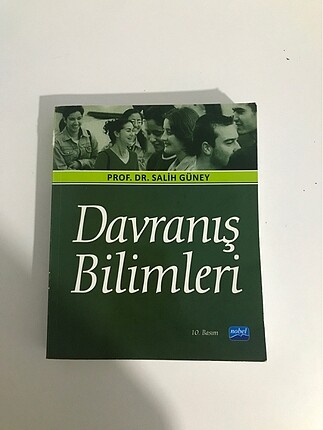 PROF. DR. SALİH GÜNEY
Davranış
Bilimleri
10. Basım
nobel